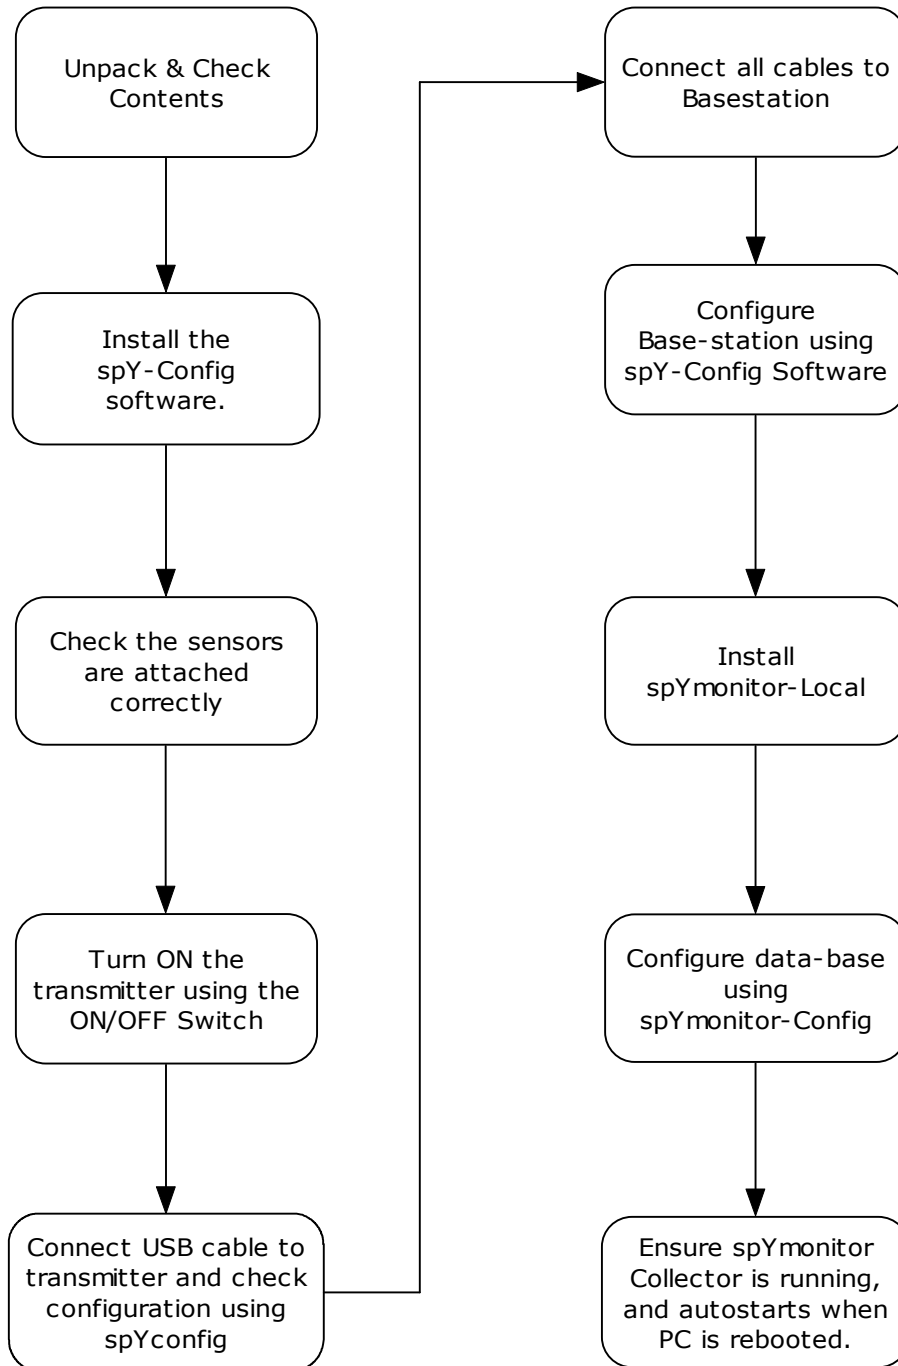 Unpack & Check
Contents
Install the
spY-Config
software.
Check the sensors
are attached
correctly
Turn ON the
transmitter using the
ON/OFF Switch
Connect USB cable to
transmitter and check
configuration using
spYconfig
Connect all cables to
Basestation
Configure
Base-station using
spY-Config Software
Install
spYmonitor-Local
Configure data-base
using
spYmonitor-Config
Ensure spYmonitor
Collector is running,
and autostarts when
PC is rebooted.